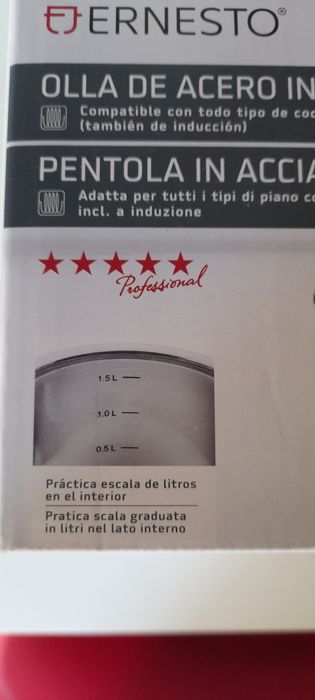 ERNESTO®
OLLA DE ACERO IN
Compatible con todo tipo de coc
(también de inducción)
PENTOLA IN ACCIA
Adatta per tutti i tipi di piano co
incl. a induzione
Professional
1.5 L
1.0 L
0.5 L
Práctica escala de litros
en el interior
Pratica scala graduata
in litri nel lato interno